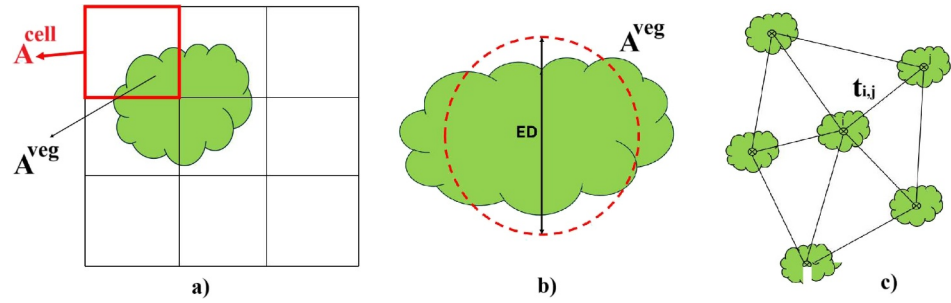 A^cell
A^veg
a)
A^veg
ED
b)
t_i,j
c)